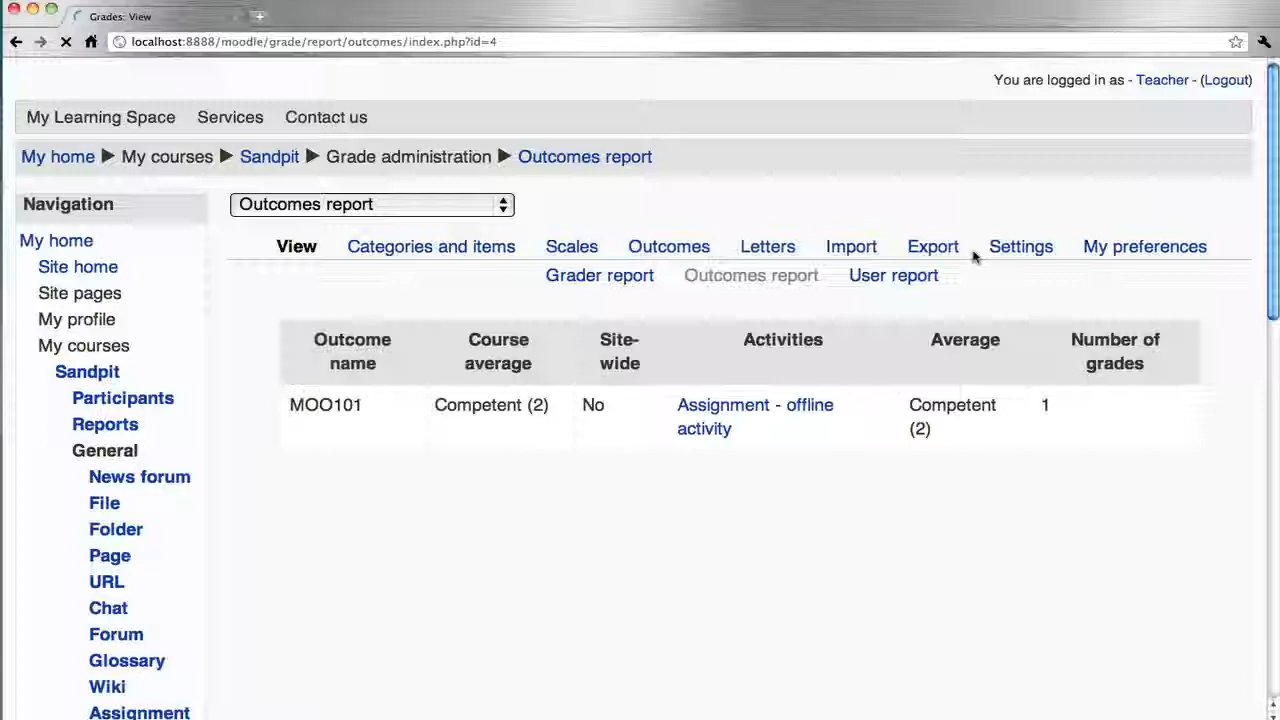 Grades: View
localhost:8888/moodle/grade/report/outcomes/index.php?id=4
You are logged in as - Teacher - (Logout)
My Learning Space Services Contact us
My home ▶ My courses ▶ Sandpit ▶ Grade administration ▶ Outcomes report
Navigation
My home
Site home
Site pages
My profile
My courses
Sandpit
Participants
Reports
General
News forum
File
Folder
Page
URL
Chat
Forum
Glossary
Wiki
Assignment
Outcomes report
View Categories and items Scales Outcomes Letters Import Export Settings My preferences
Grader report Outcomes report User report
Outcome name Course average Site-wide Activities Average Number of grades
MOO101 Competent (2) No Assignment - offline activity Competent (2) 1